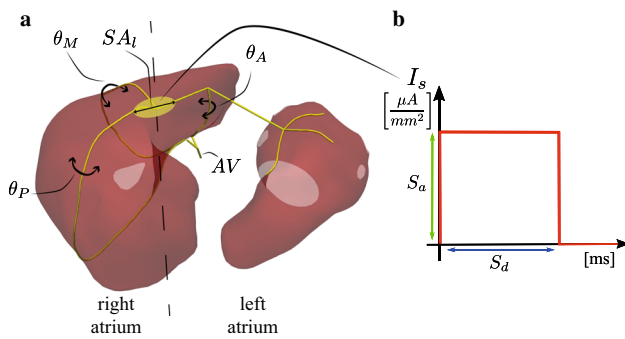 a
b
θ_M
SA_l
θ_A
I_s
[μA/mm²]
S_a
AV
θ_P
S_d
[ms]
right
atrium
left
atrium